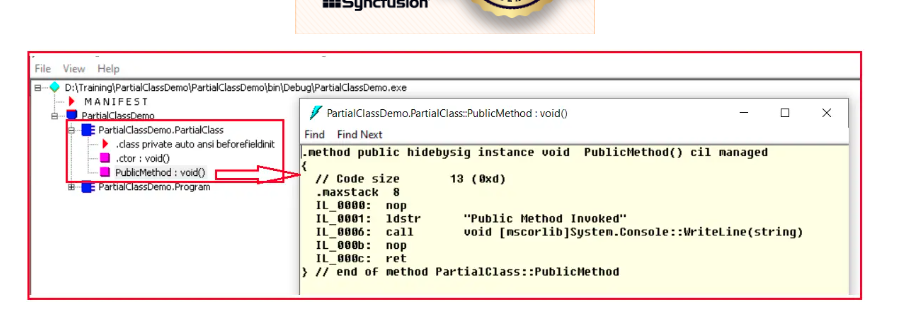 Syncfusion
File View Help
D:\Training\PartialClassDemo\PartialClassDemo\bin\Debug\PartialClassDemo.exe
MANIFEST
PartialClassDemo
PartialClassDemo.PartialClass
.class private auto ansi beforefieldinit
.ctor : void()
PublicMethod : void()
PartialClassDemo.Program
PartialClassDemo.PartialClass::PublicMethod : void()
Find Find Next
.method public hidebysig instance void PublicMethod() cil managed
{
// Code size 13 (0xd)
.maxstack 8
IL_0000: nop
IL_0001: ldstr "Public Method Invoked"
IL_0006: call void [mscorlib]System.Console::WriteLine(string)
IL_000b: nop
IL_000c: ret
} // end of method PartialClass::PublicMethod